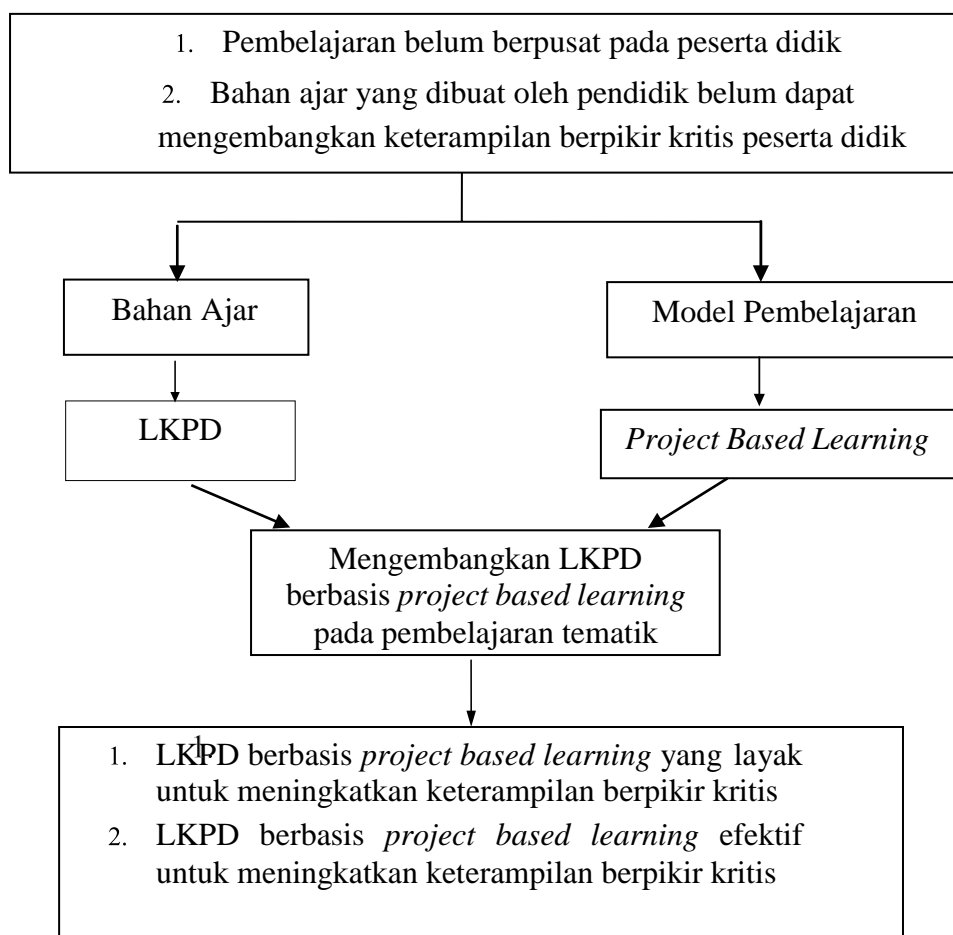 1. Pembelajaran belum berpusat pada peserta didik
2. Bahan ajar yang dibuat oleh pendidik belum dapat
mengembangkan keterampilan berpikir kritis peserta didik
Bahan Ajar
Model Pembelajaran
LKPD
Project Based Learning
Mengembangkan LKPD
berbasis project based learning
pada pembelajaran tematik
1. LKPD berbasis project based learning yang layak
untuk meningkatkan keterampilan berpikir kritis
2. LKPD berbasis project based learning efektif
untuk meningkatkan keterampilan berpikir kritis